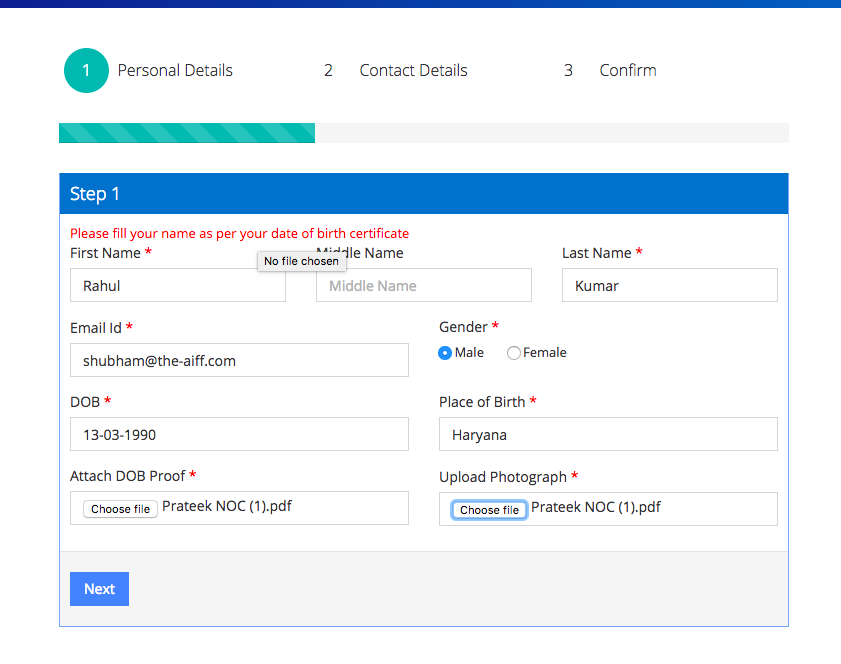 1 Personal Details 2 Contact Details 3 Confirm
Step 1
Please fill your name as per your date of birth certificate
First Name * Middle Name Last Name *
No file chosen
Rahul Middle Name Kumar
Email Id * Gender *
shubham@the-aiff.com Male Female
DOB * Place of Birth *
13-03-1990 Haryana
Attach DOB Proof * Upload Photograph *
Choose file Prateek NOC (1).pdf Choose file Prateek NOC (1).pdf
Next